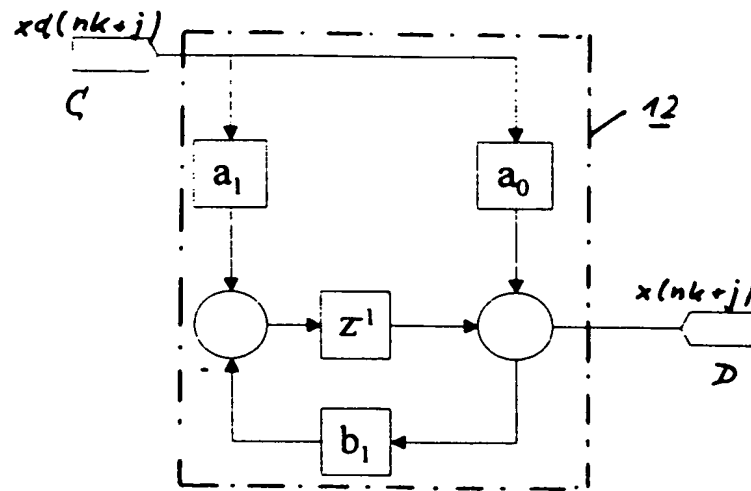 xd(nk+j)
C
12
a₁
a₀
x(nk+j)
z⁻¹
D
-
b₁